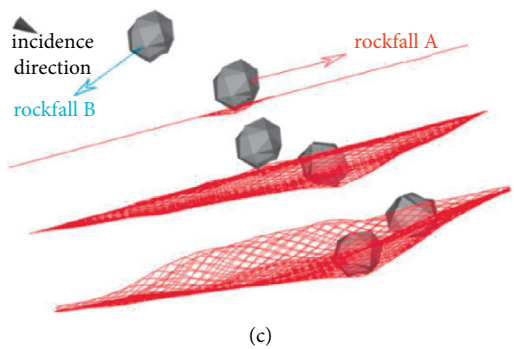 incidence
direction
rockfall A
rockfall B
(c)